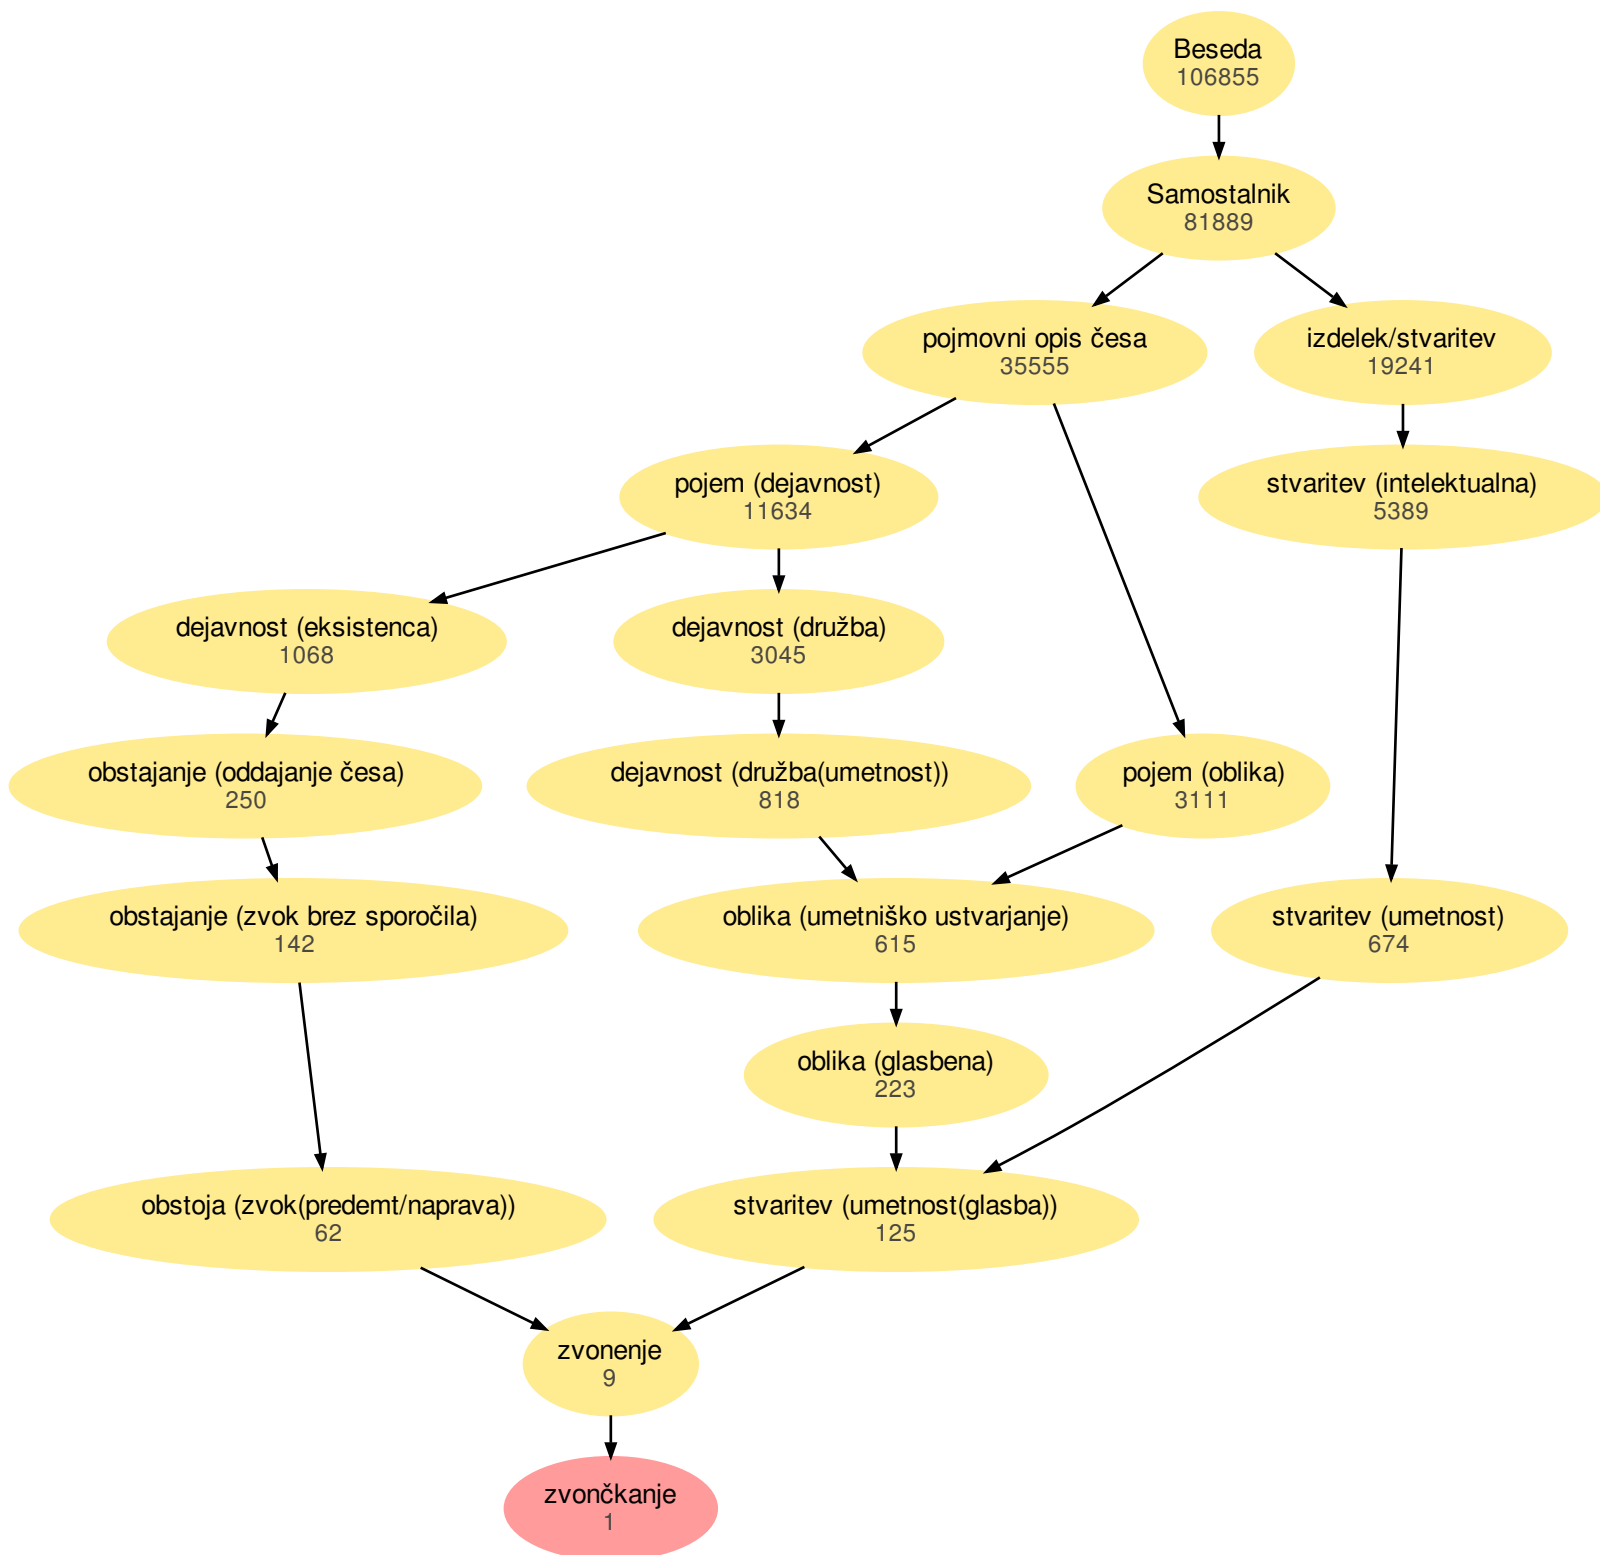 Beseda
106855
Samostalnik
81889
pojmovni opis česa
35555
izdelek/stvaritev
19241
pojem (dejavnost)
11634
stvaritev (intelektualna)
5389
dejavnost (eksistenca)
1068
dejavnost (družba)
3045
obstajanje (oddajanje česa)
250
dejavnost (družba(umetnost))
818
pojem (oblika)
3111
obstajanje (zvok brez sporočila)
142
oblika (umetniško ustvarjanje)
615
stvaritev (umetnost)
674
oblika (glasbena)
223
obstoja (zvok(predemt/naprava))
62
stvaritev (umetnost(glasba))
125
zvonenje
9
zvončkanje
1